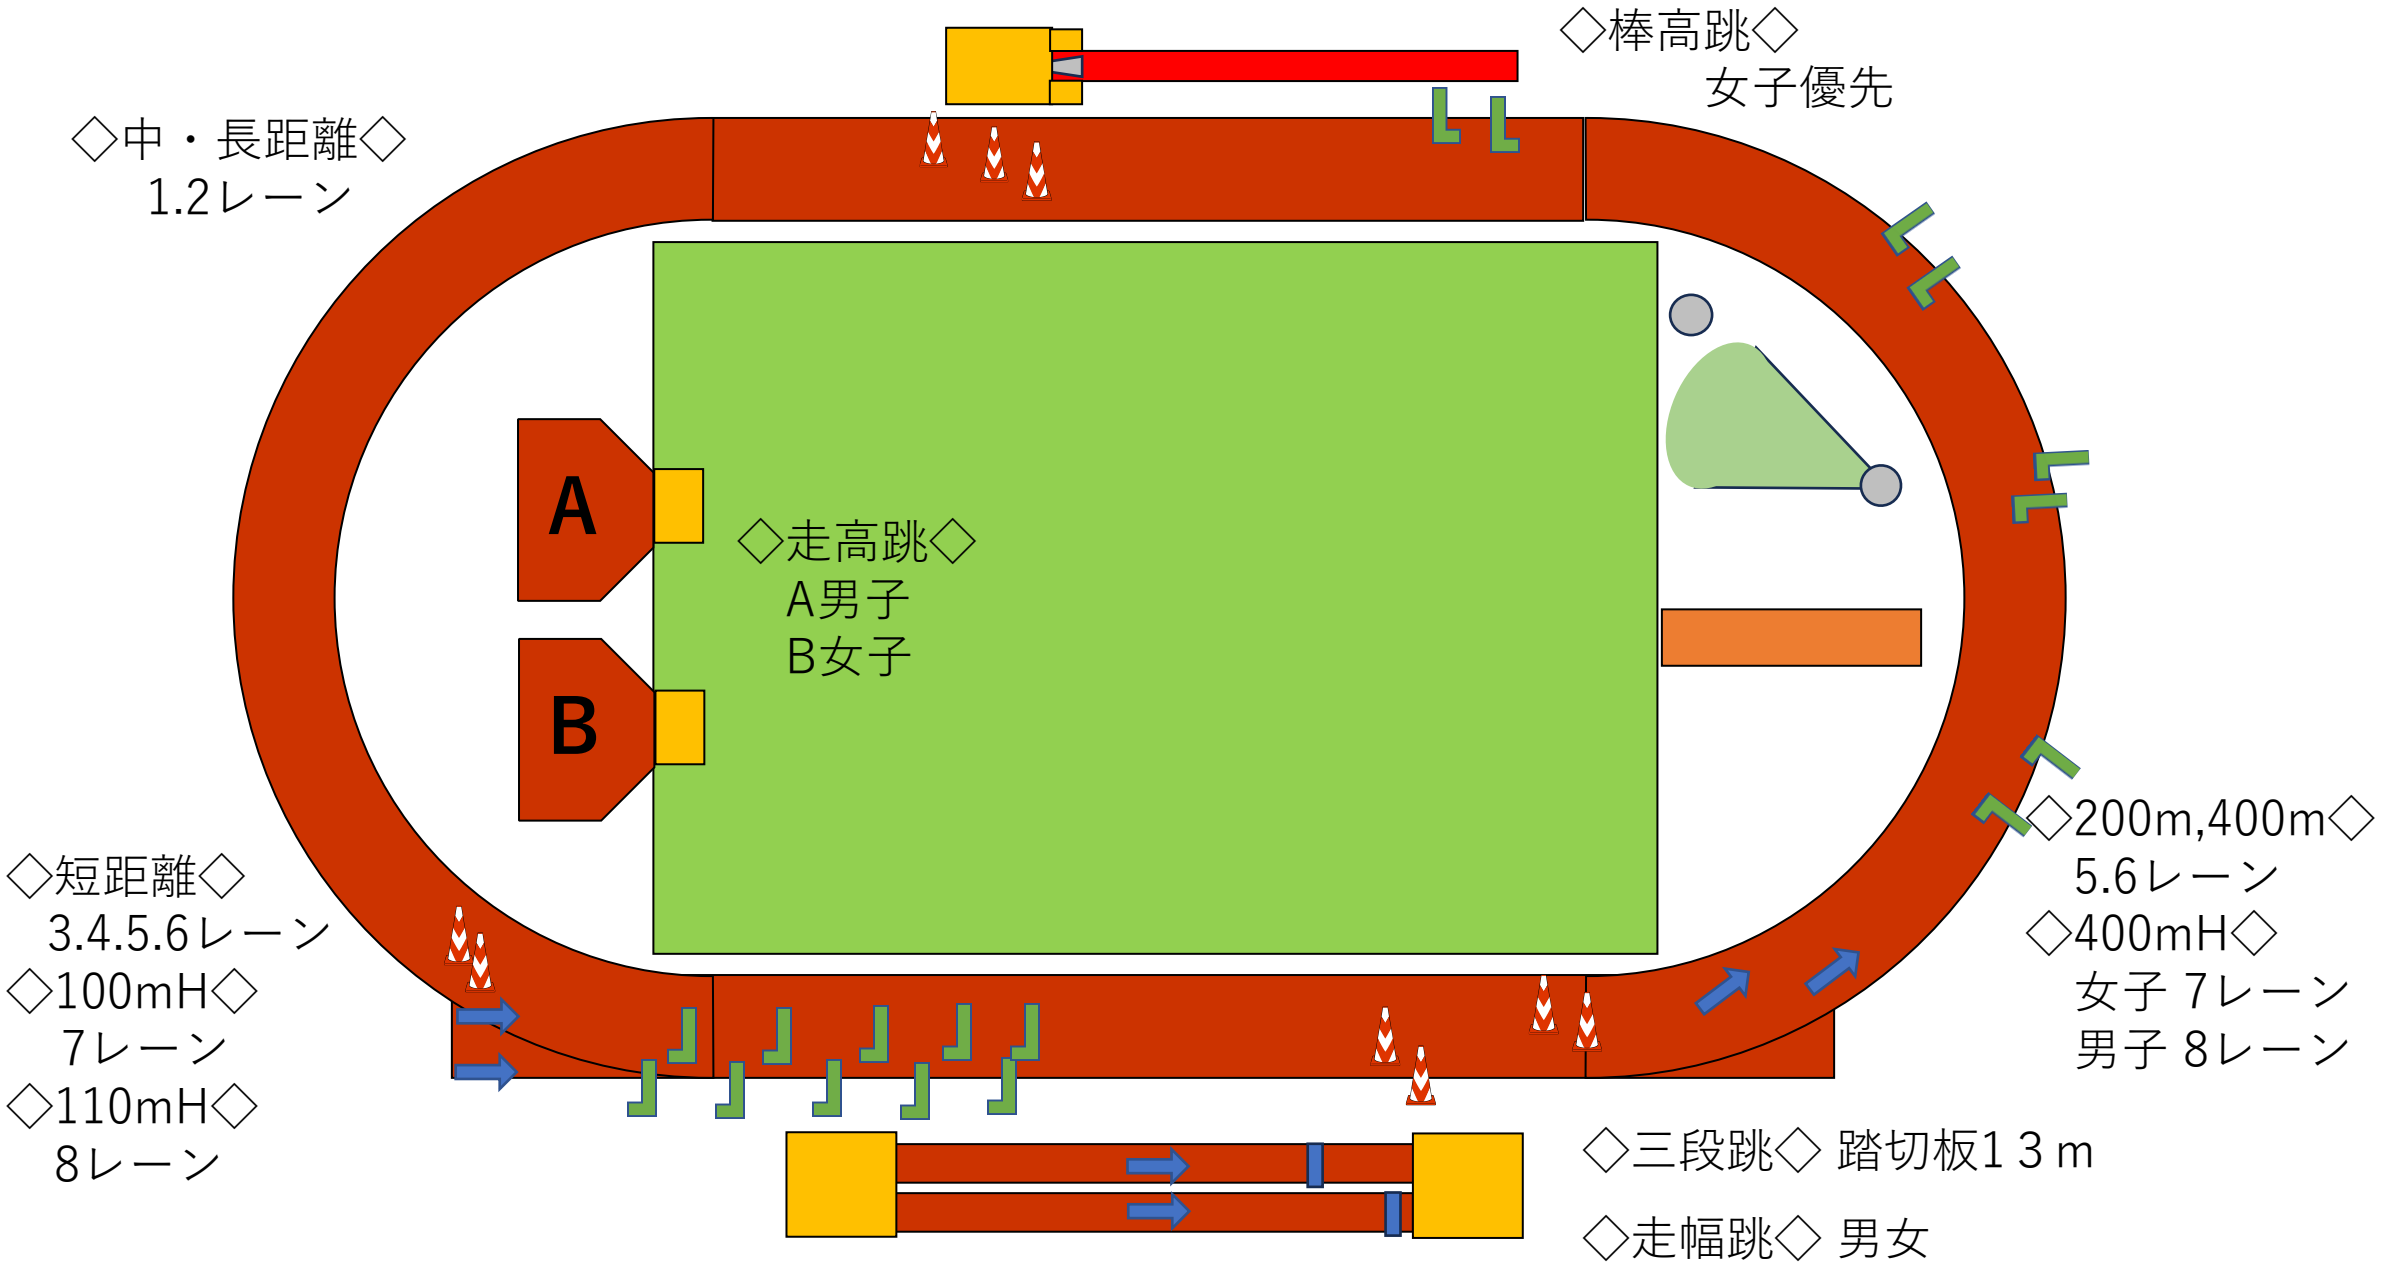 ◇棒高跳◇
女子優先
◇中・長距離◇
1.2レーン
A
B
◇走高跳◇
A男子
B女子
◇短距離◇
3.4.5.6レーン
◇100mH◇
7レーン
◇110mH◇
8レーン
◇200m,400m◇
5.6レーン
◇400mH◇
女子 7レーン
男子 8レーン
◇三段跳◇ 踏切板1３ｍ
◇走幅跳◇ 男女